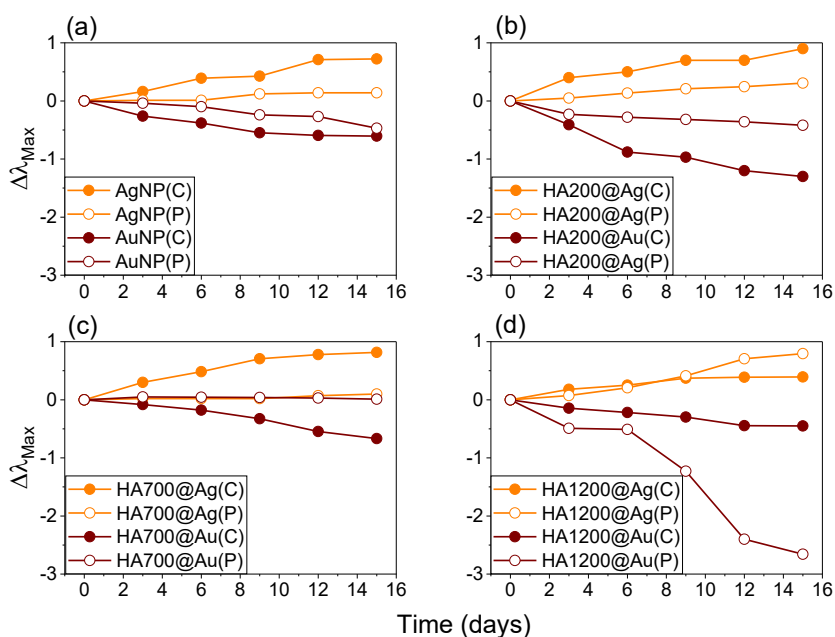 (a)
1
0
-1
-2
-3
ΔλMax
AgNP(C)
AgNP(P)
AuNP(C)
AuNP(P)
0 2 4 6 8 10 12 14 16
(b)
1
0
-1
-2
-3
HA200@Ag(C)
HA200@Ag(P)
HA200@Au(C)
HA200@Ag(P)
0 2 4 6 8 10 12 14 16
(c)
1
0
-1
-2
-3
ΔλMax
HA700@Ag(C)
HA700@Ag(P)
HA700@Au(C)
HA700@Au(P)
0 2 4 6 8 10 12 14 16
(d)
1
0
-1
-2
-3
HA1200@Ag(C)
HA1200@Ag(P)
HA1200@Au(C)
HA1200@Au(P)
0 2 4 6 8 10 12 14 16
Time (days)